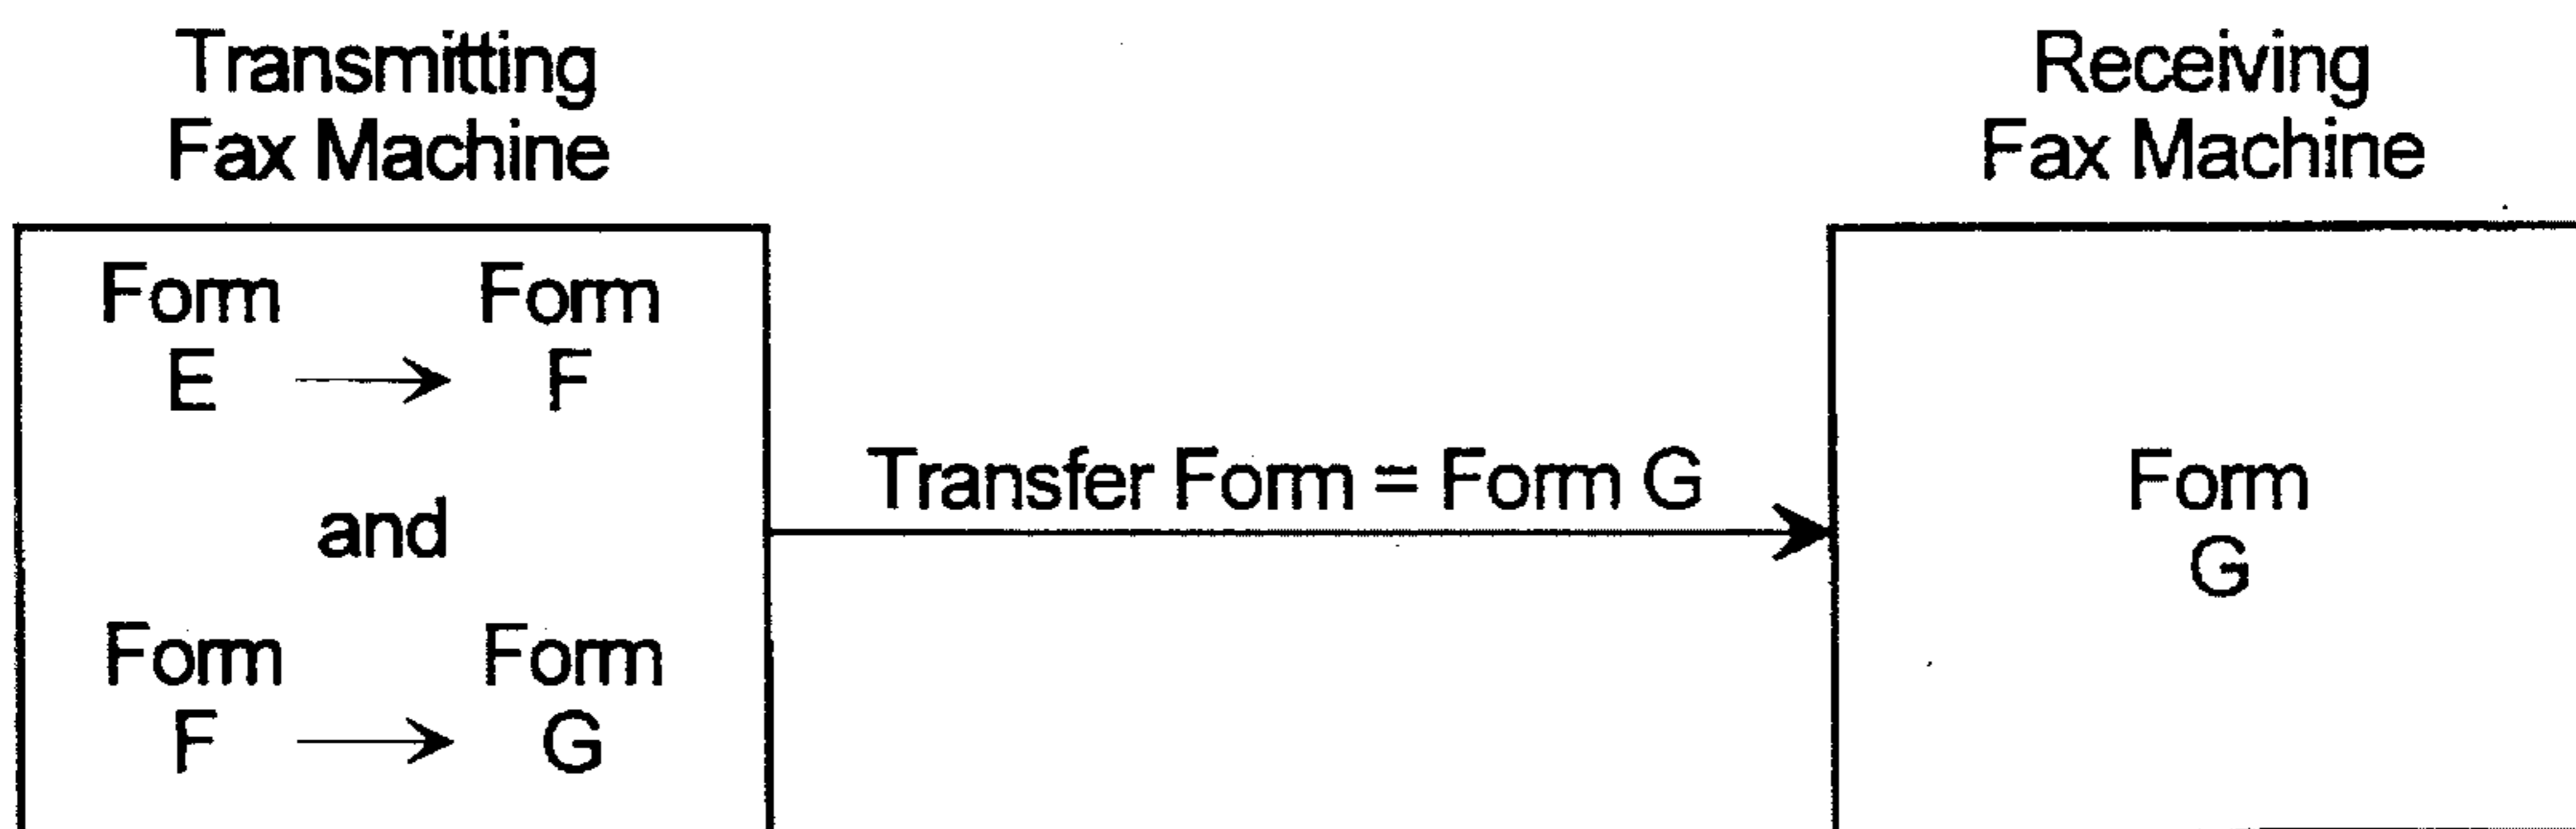 Transmitting
Fax Machine
Receiving
Fax Machine
Form Form
E F
and
Form Form
F G
Transfer Form = Form G
Form
G